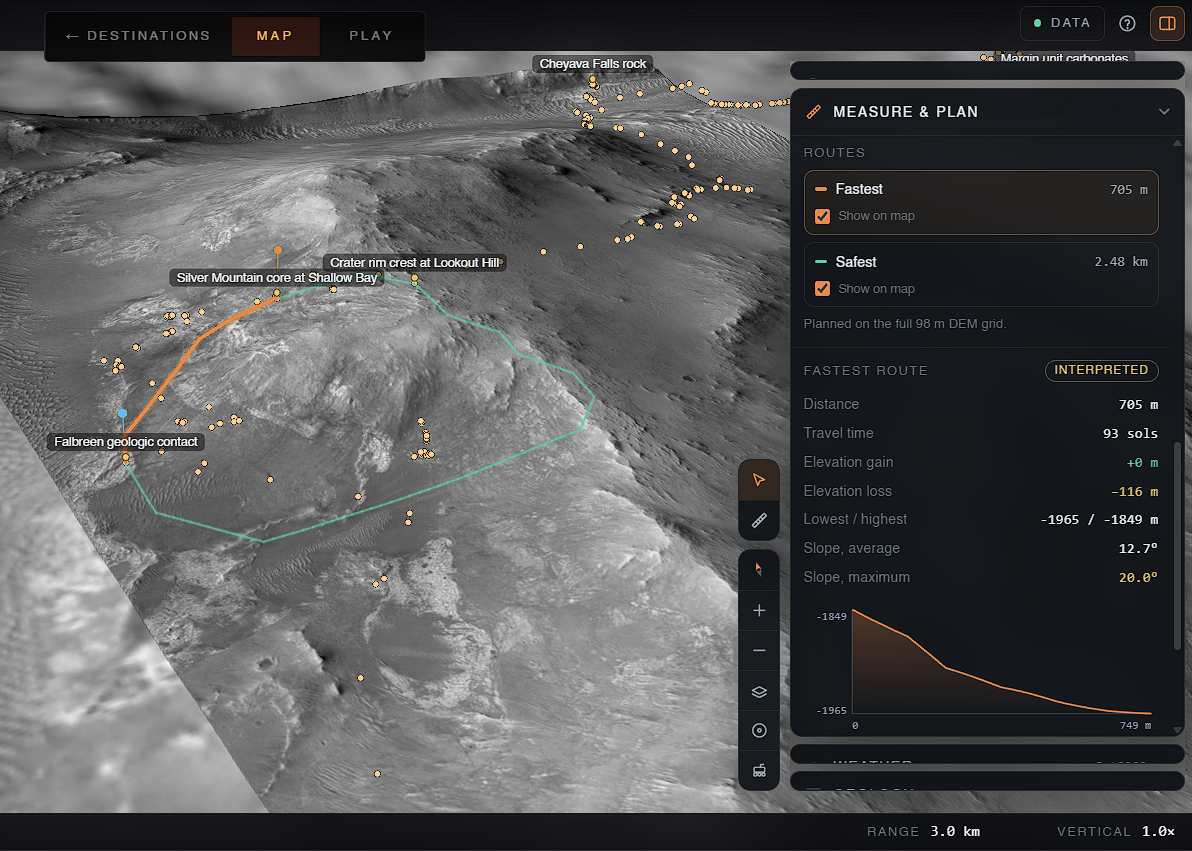 ← DESTINATIONS MAP PLAY
DATA
Cheyava Falls rock
Margin unit carbonates
MEASURE & PLAN
ROUTES
Fastest 705 m
Show on map
Safest 2.48 km
Show on map
Planned on the full 98 m DEM grid.
Crater rim crest at Lookout Hill
Silver Mountain core at Shallow Bay
Falbreen geologic contact
FASTEST ROUTE INTERPRETED
Distance 705 m
Travel time 93 sols
Elevation gain +0 m
Elevation loss −116 m
Lowest / highest -1965 / -1849 m
Slope, average 12.7°
Slope, maximum 20.0°
-1849
-1965
0 749 m
WEATHER
GEOLOGY
RANGE 3.0 km VERTICAL 1.0×